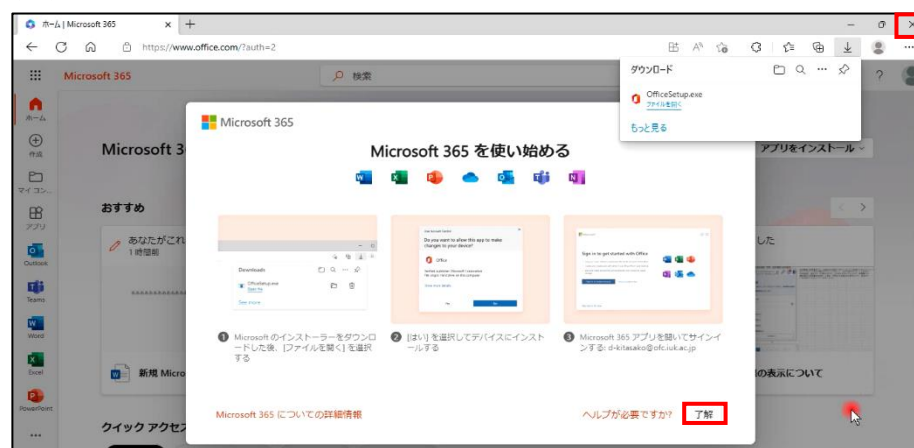 ホーム | Microsoft 365
https://www.office.com/?auth=2
Microsoft 365
検索
ダウンロード
OfficeSetup.exe
ファイルを開く
もっと見る
ホーム
作成
マイ コン...
アプリ
Outlook
Teams
Word
Excel
PowerPoint
Microsoft 3
アプリをインストール
おすすめ
あなたがこれ
1 時間前
した
新規 Micro
の表示について
クイック アクセス
Microsoft 365
Microsoft 365 を使い始める
Downloads
OfficeSetup.exe
Open file
See more
Do you want to allow this app to make
changes to your device?
Office
Sign in to get started with Office
1 Microsoft のインストーラーをダウンロ
ードした後、[ファイルを開く] を選択
する
2 [はい] を選択してデバイスにインスト
ールする
3 Microsoft 365 アプリを開いてサインイ
ンする: d-kitasako@ofc.iuk.ac.jp
Microsoft 365 についての詳細情報
ヘルプが必要ですか?
了解